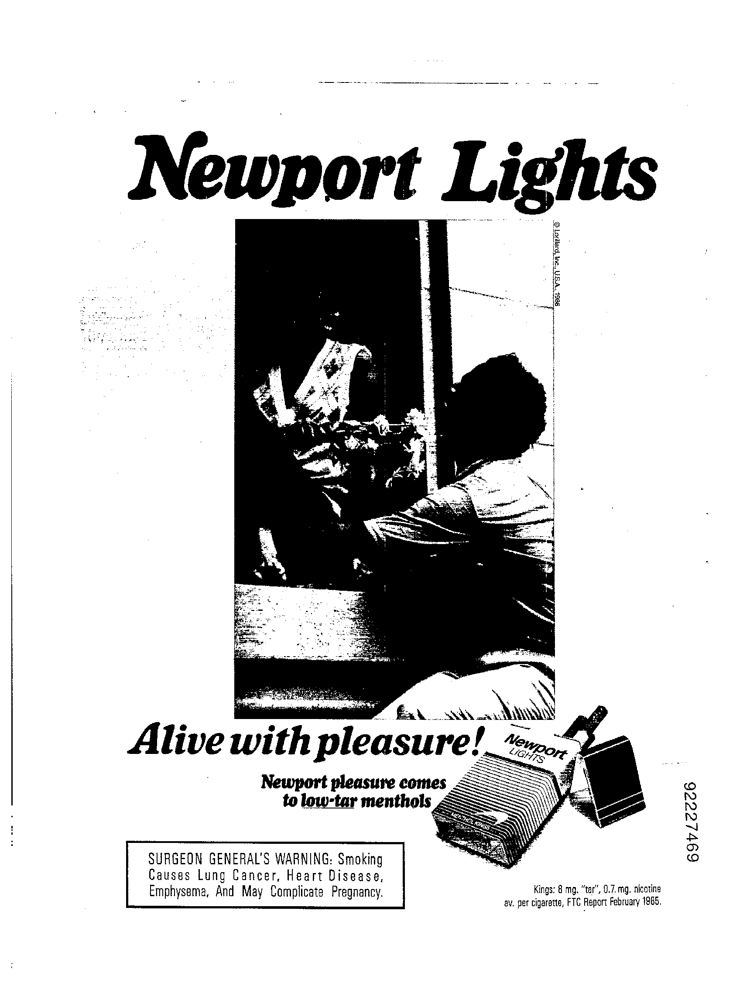 Newport Lights
© Lorillard, Inc., U.S.A., 1986
Alive with pleasure!
Newport
LIGHTS
Newport pleasure comes
to low-tar menthols
SURGEON GENERAL'S WARNING: Smoking
Causes Lung Cancer, Heart Disease,
Emphysema, And May Complicate Pregnancy.
Kings: 8 mg. "tar", 0.7. mg. nicotine
av. per cigarette, FTC Report February 1985.
92227469